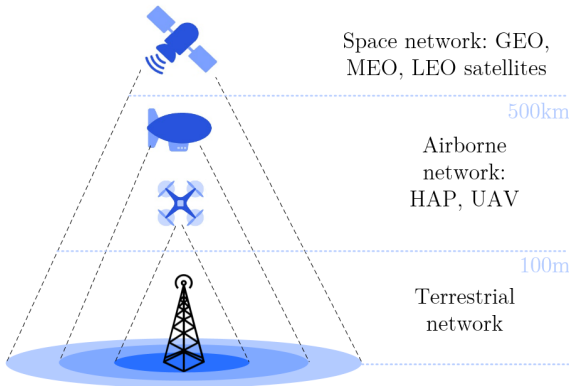 Space network: GEO,
MEO, LEO satellites
500km
Airborne
network:
HAP, UAV
100m
Terrestrial
network